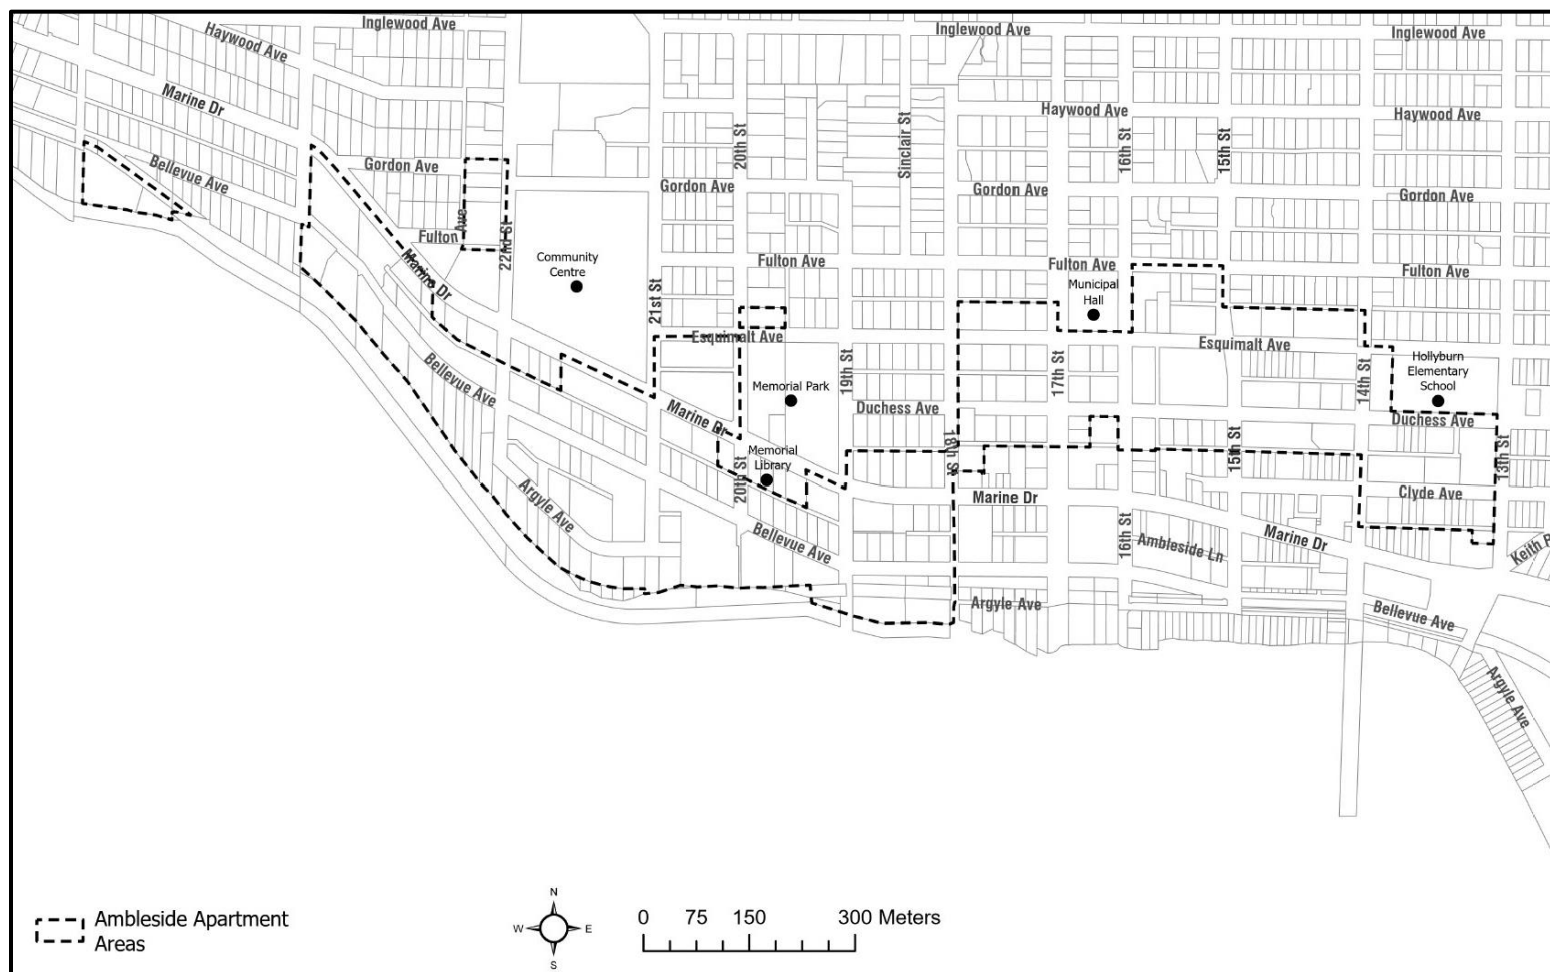 Inglewood Ave
Inglewood Ave
Inglewood Ave
Haywood Ave
Marine Dr
Haywood Ave
Haywood Ave
20th St
Sinclair St
16th St
15th St
Bellevue Ave
Gordon Ave
Gordon Ave
Gordon Ave
Gordon Ave
Fulton Ave
22nd St
Marine Dr
Community
Centre
Fulton Ave
Fulton Ave
Fulton Ave
21st St
Municipal
Hall
Esquimalt Ave
Esquimalt Ave
19th St
17th St
14th St
Hollyburn
Elementary
School
Bellevue Ave
Memorial Park
Marine Dr
Duchess Ave
Duchess Ave
18th St
15th St
13th St
Memorial
Library
20th St
Argyle Ave
Marine Dr
Clyde Ave
Bellevue Ave
16th St
Ambleside Ln
Marine Dr
Keith R
Argyle Ave
Bellevue Ave
Argyle Ave
Ambleside Apartment
Areas
N
W
E
S
0 75 150 300 Meters